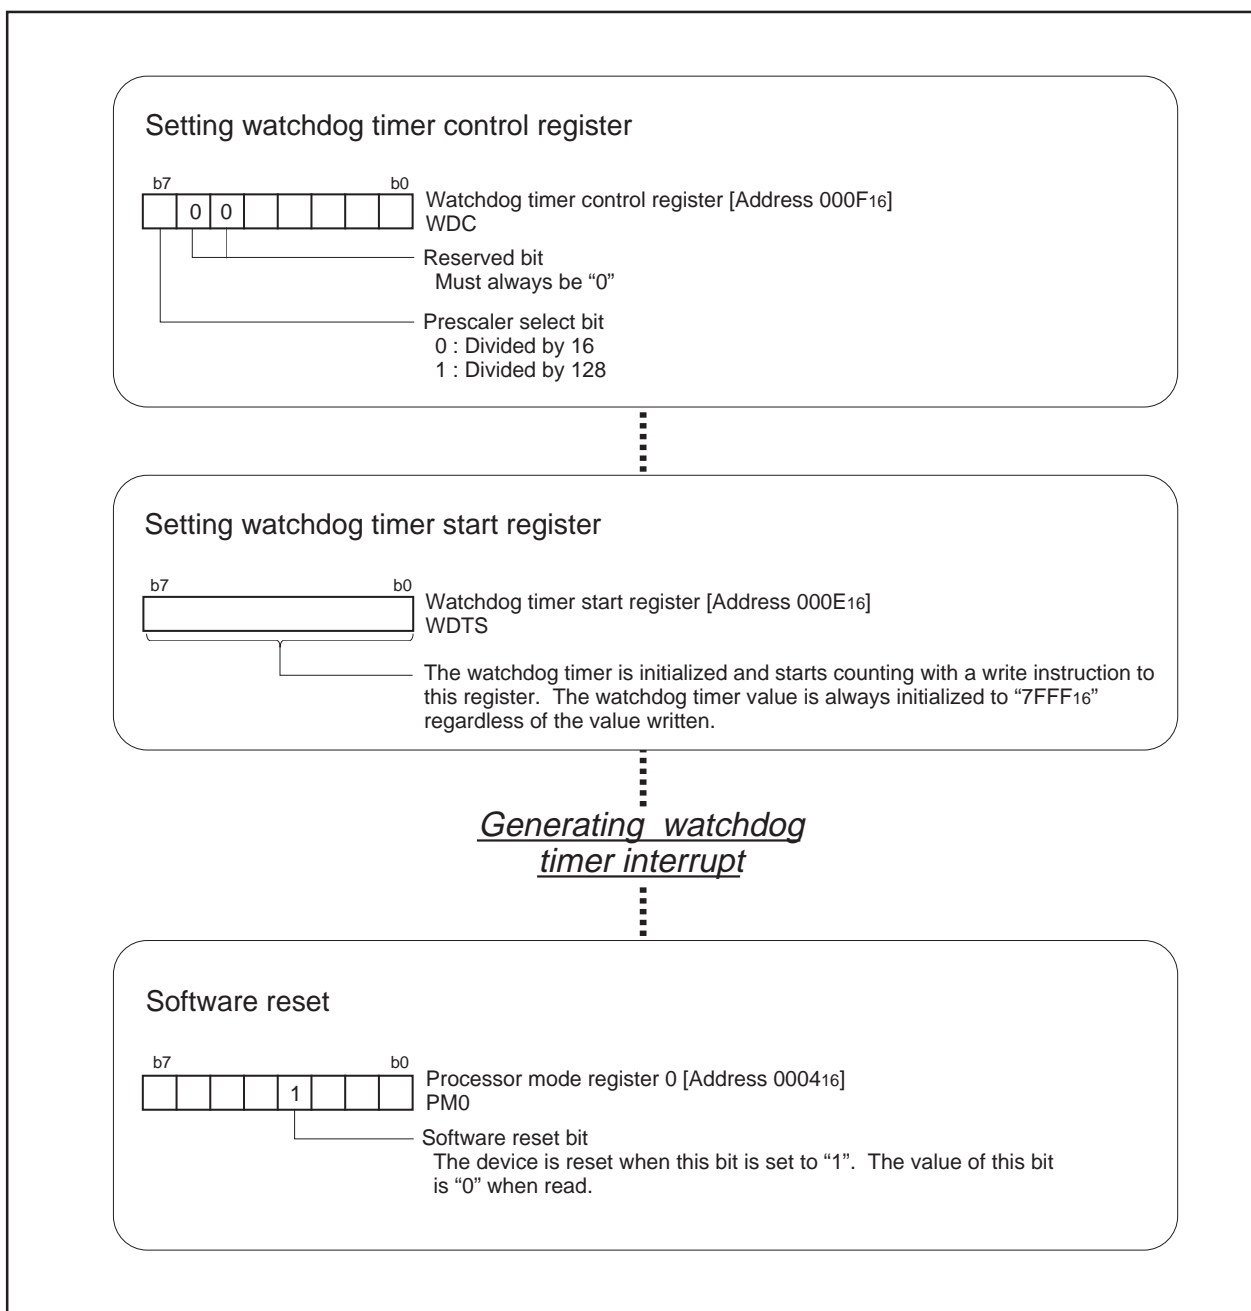 Setting watchdog timer control register
b7 b0
0 0
Watchdog timer control register [Address 000F16]
WDC
Reserved bit
Must always be “0”
Prescaler select bit
0 : Divided by 16
1 : Divided by 128
Setting watchdog timer start register
b7 b0
Watchdog timer start register [Address 000E16]
WDTS
The watchdog timer is initialized and starts counting with a write instruction to
this register. The watchdog timer value is always initialized to “7FFF16”
regardless of the value written.
Generating watchdog
timer interrupt
Software reset
b7 b0
1
Processor mode register 0 [Address 000416]
PM0
Software reset bit
The device is reset when this bit is set to “1”. The value of this bit
is “0” when read.